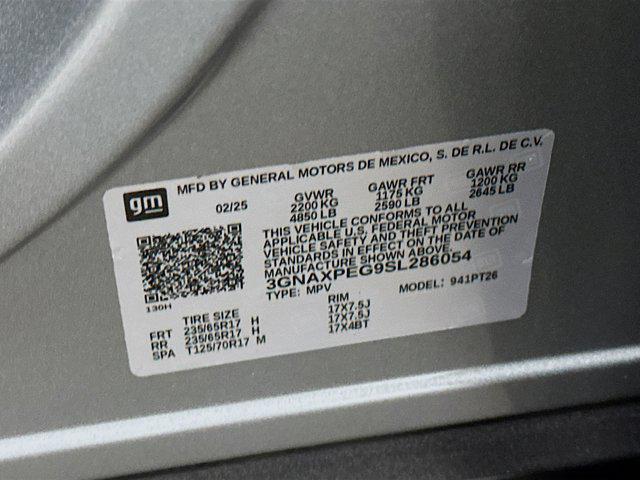 gm MFD BY GENERAL MOTORS DE MEXICO, S. DE R.L. DE C.V.
02/25 GVWR GAWR FRT GAWR RR
2200 KG 1175 KG 1200 KG
4850 LB 2590 LB 2645 LB
THIS VEHICLE CONFORMS TO ALL
APPLICABLE U.S. FEDERAL MOTOR
VEHICLE SAFETY AND THEFT PREVENTION
STANDARDS IN EFFECT ON THE DATE OF
MANUFACTURE SHOWN ABOVE.
3GNAXPEG9SL286054
TYPE: MPV MODEL: 941PT26
130H
TIRE SIZE RIM
FRT 235/65R17 H 17X7.5J
RR 235/65R17 H 17X7.5J
SPA T125/70R17 M 17X4BT